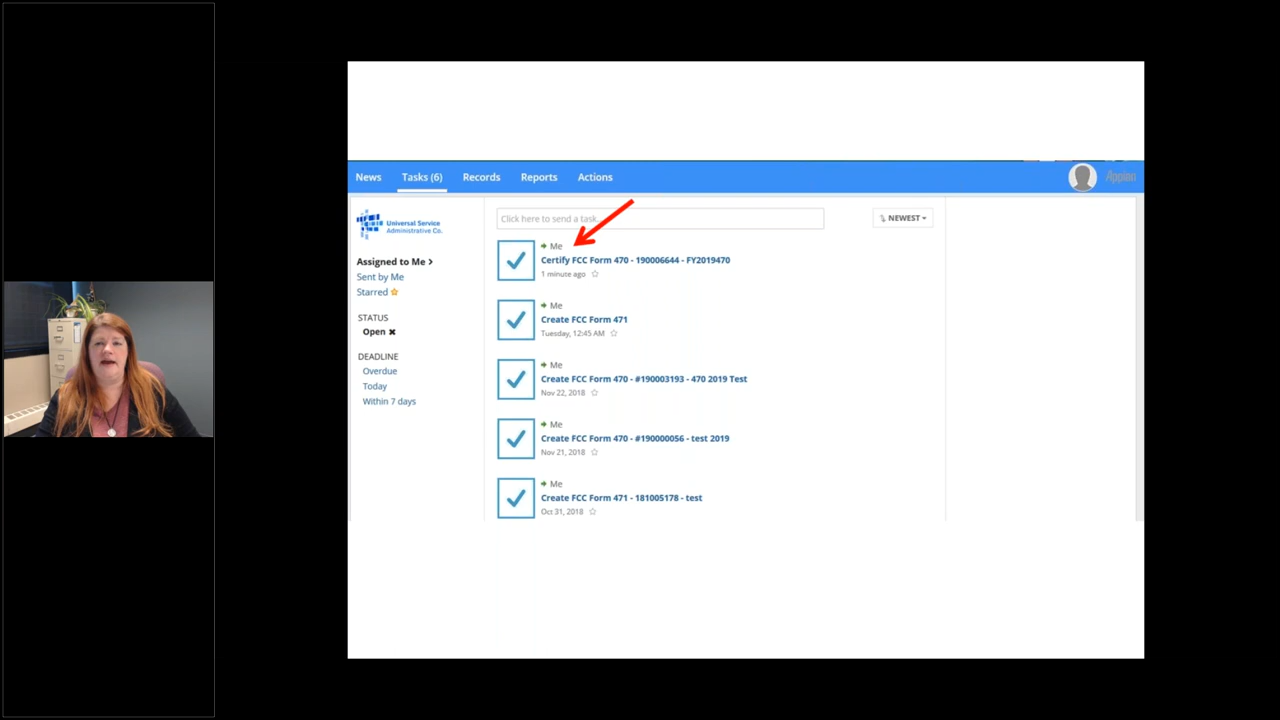 News Tasks (6) Records Reports Actions
Appian
Universal Service
Administrative Co.
Assigned to Me >
Sent by Me
Starred
STATUS
Open ✖
DEADLINE
Overdue
Today
Within 7 days
Click here to send a task...
NEWEST
Me
Certify FCC Form 470 - 190006644 - FY2019470
1 minute ago
Me
Create FCC Form 471
Tuesday, 12:45 AM
Me
Create FCC Form 470 - #190003193 - 470 2019 Test
Nov 22, 2018
Me
Create FCC Form 470 - #190000056 - test 2019
Nov 21, 2018
Me
Create FCC Form 471 - 181005178 - test
Oct 31, 2018